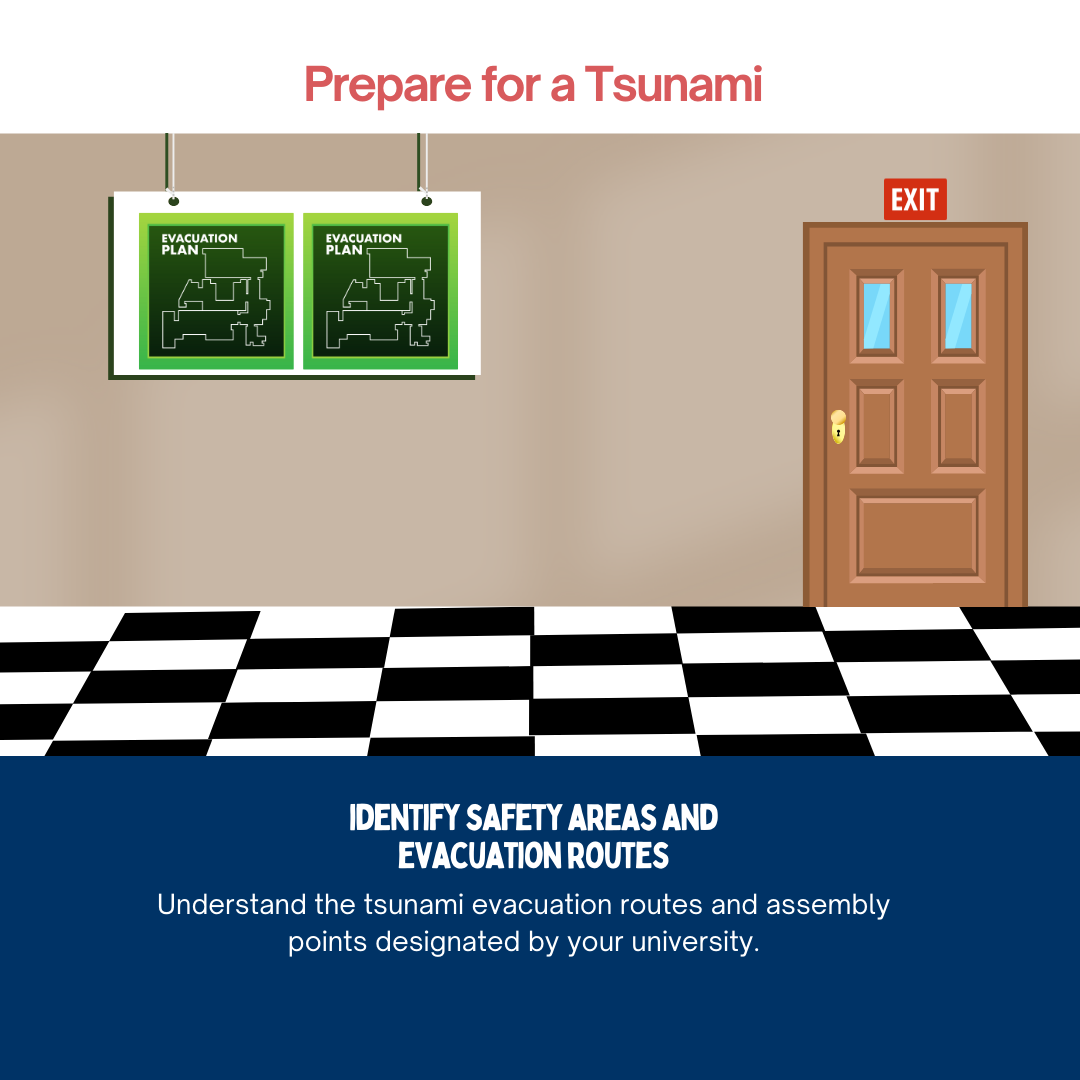 Prepare for a Tsunami
EXIT
EVACUATION
PLAN
EVACUATION
PLAN
IDENTIFY SAFETY AREAS AND
EVACUATION ROUTES
Understand the tsunami evacuation routes and assembly
points designated by your university.